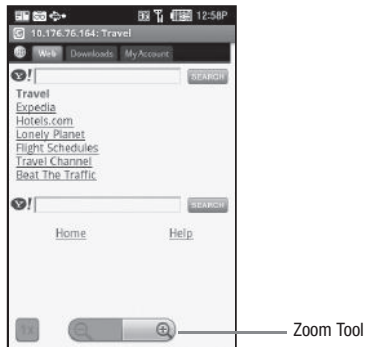 12:58P
10.176.76.164: Travel
Web Downloads MyAccount
Y! SEARCH
Travel
Expedia
Hotels.com
Lonely Planet
Flight Schedules
Travel Channel
Beat The Traffic
Y! SEARCH
Home Help
1x
Zoom Tool